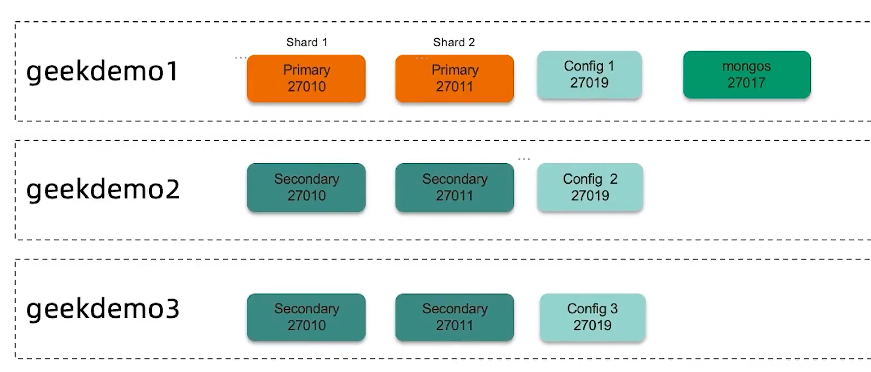 Shard 1
Shard 2
geekdemo1
Primary
27010
Primary
27011
Config 1
27019
mongos
27017
geekdemo2
Secondary
27010
Secondary
27011
Config 2
27019
geekdemo3
Secondary
27010
Secondary
27011
Config 3
27019